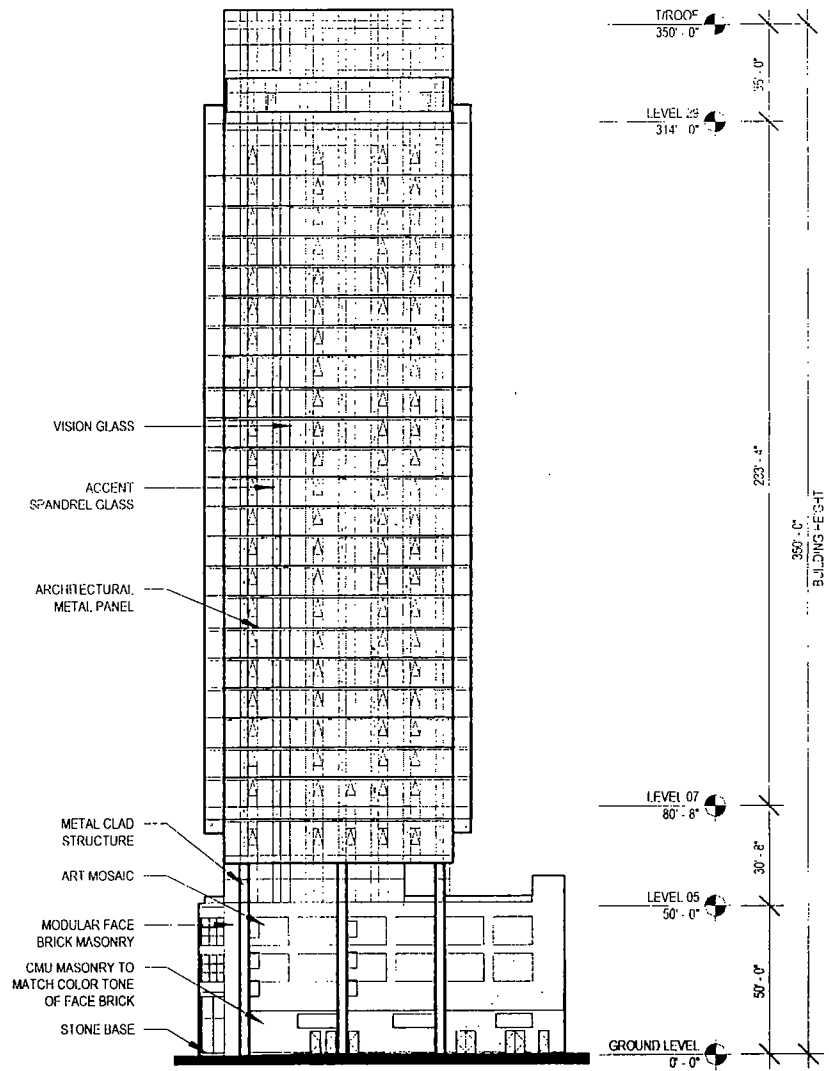 T/ROOF
350' - 0"
LEVEL 29
314' 0"
VISION GLASS
ACCENT
SPANDREL GLASS
ARCHITECTURAL
METAL PANEL
233' - 4"
350' - 0"
BUILDING HEIGHT
LEVEL 07
80' - 8"
METAL CLAD
STRUCTURE
ART MOSAIC
30' - 8"
LEVEL 05
50' - 0"
MODULAR FACE
BRICK MASONRY
CMU MASONRY TO
MATCH COLOR TONE
OF FACE BRICK
50' - 0"
STONE BASE
GROUND LEVEL
0' - 0"